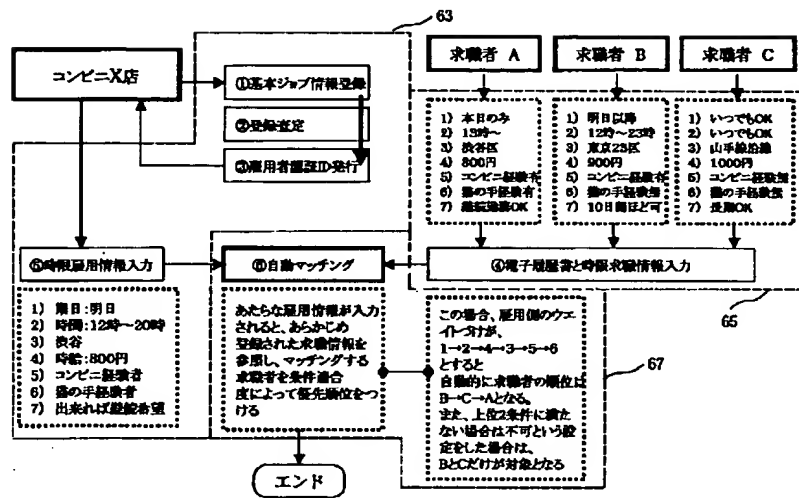 63
コンビニX店
①基本ジョブ情報登録
②登録査定
③雇用者認証ID発行
求職者 A
求職者 B
求職者 C
1) 本日のみ
2) 13時〜
3) 渋谷区
4) 800円
5) コンビニ経験有
6) 猫の手経験有
7) 継続勤務OK
1) 明日以降
2) 12時〜23時
3) 東京23区
4) 900円
5) コンビニ経験有
6) 猫の手経験無
7) 10日間ほど可
1) いつでもOK
2) いつでもOK
3) 山手線沿線
4) 1000円
5) コンビニ経験無
6) 猫の手経験無
7) 長期OK
⑤時限雇用情報入力
⑥自動マッチング
④電子履歴書と時限求職情報入力
1) 期日:明日
2) 時間:12時〜20時
3) 渋谷
4) 時給:800円
5) コンビニ経験者
6) 猫の手経験者
7) 出来れば継続希望
あたらな雇用情報が入力
されると、あらかじめ
登録された求職情報を
参照し、マッチングする
求職者を条件適合
度によって優先順位をつ
ける
この場合、雇用側のウエ
イトづけが、
1→2→4→3→5→6
とすると
自動的に求職者の順位は
B→C→Aとなる。
また、上位2条件に満た
ない場合は不可という設
定をした場合は、
BとCだけが対象となる
65
67
エンド